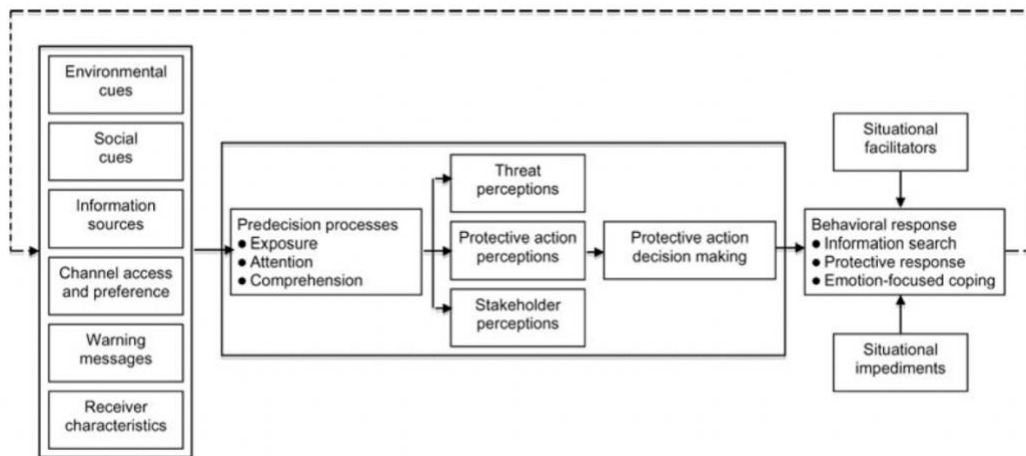 Environmental
cues
Social
cues
Information
sources
Channel access
and preference
Warning
messages
Receiver
characteristics
Predecision processes
● Exposure
● Attention
● Comprehension
Threat
perceptions
Protective action
perceptions
Stakeholder
perceptions
Protective action
decision making
Situational
facilitators
Behavioral response
● Information search
● Protective response
● Emotion-focused coping
Situational
impediments